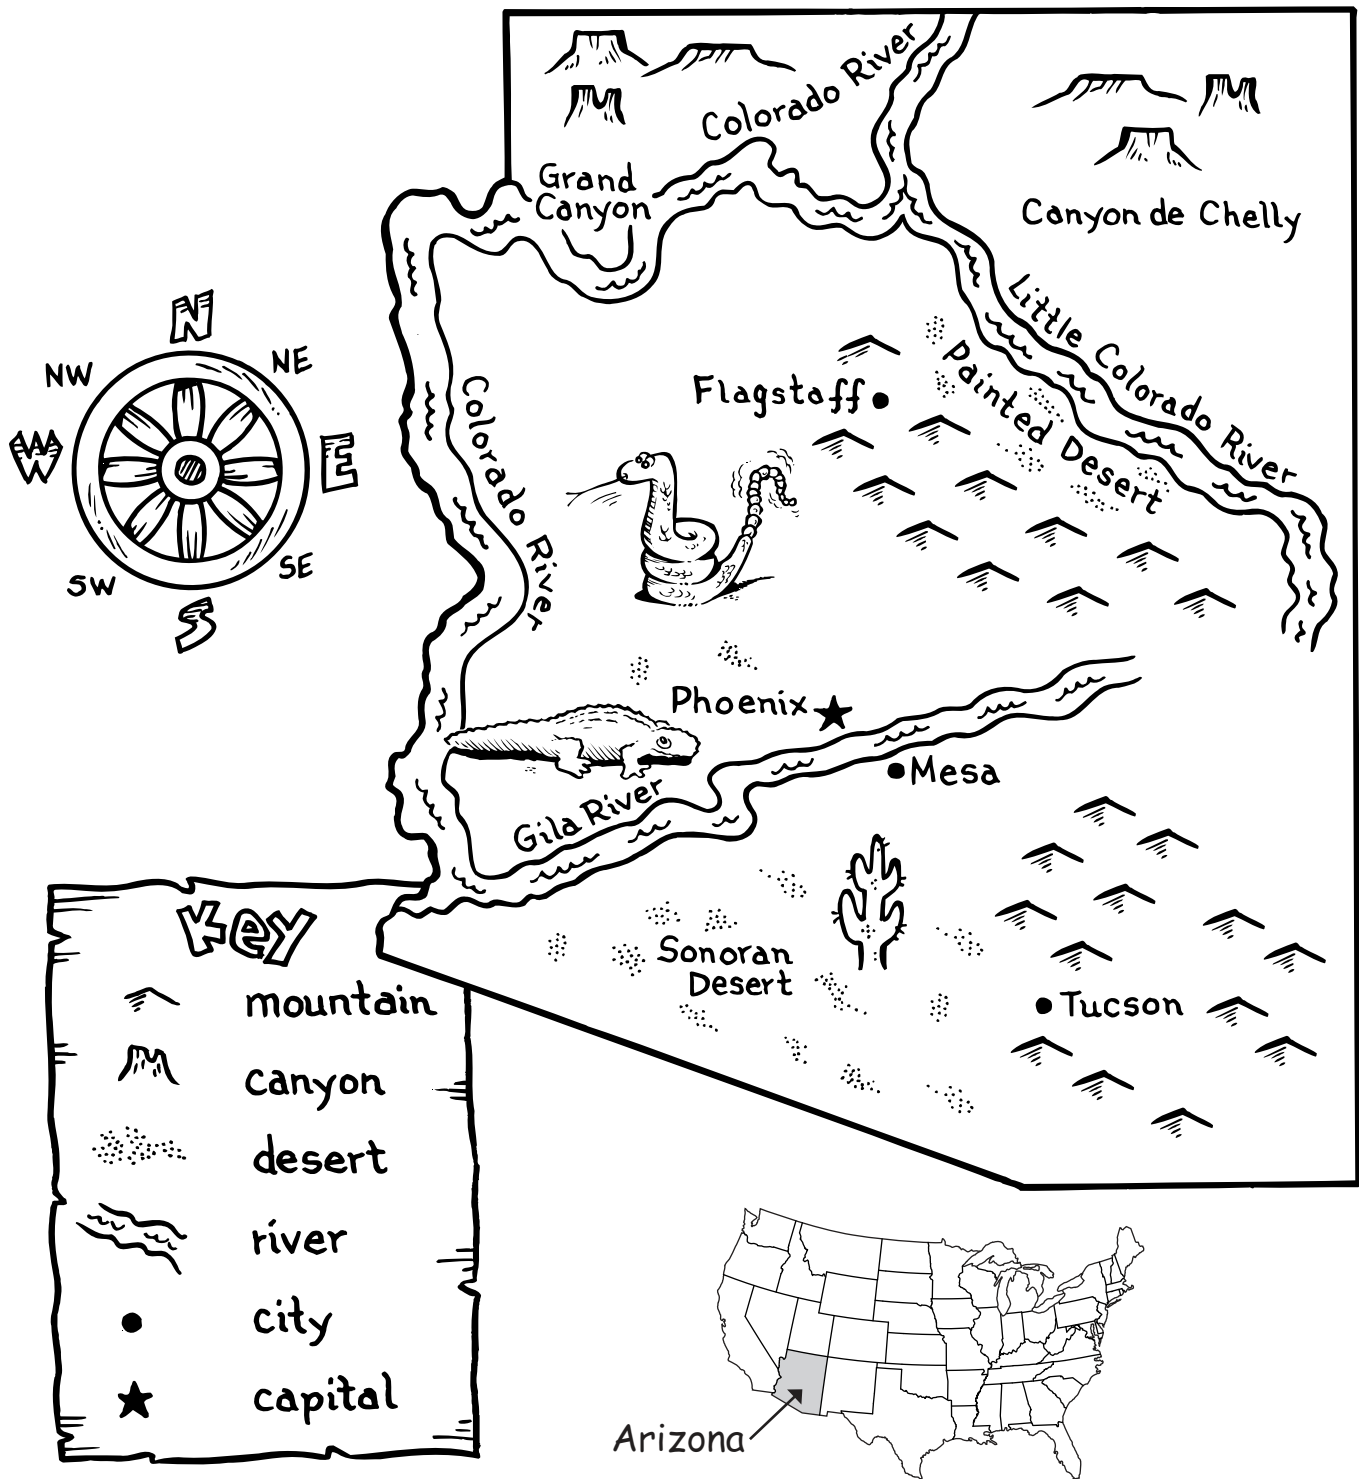 Colorado River
Grand
Canyon
Canyon de Chelly
Little Colorado River
N
NW
NE
W
E
SW
SE
S
Colorado River
Flagstaff
Painted Desert
Phoenix
Mesa
Gila River
Sonoran
Desert
Tucson
Key
mountain
canyon
desert
river
city
capital
Arizona